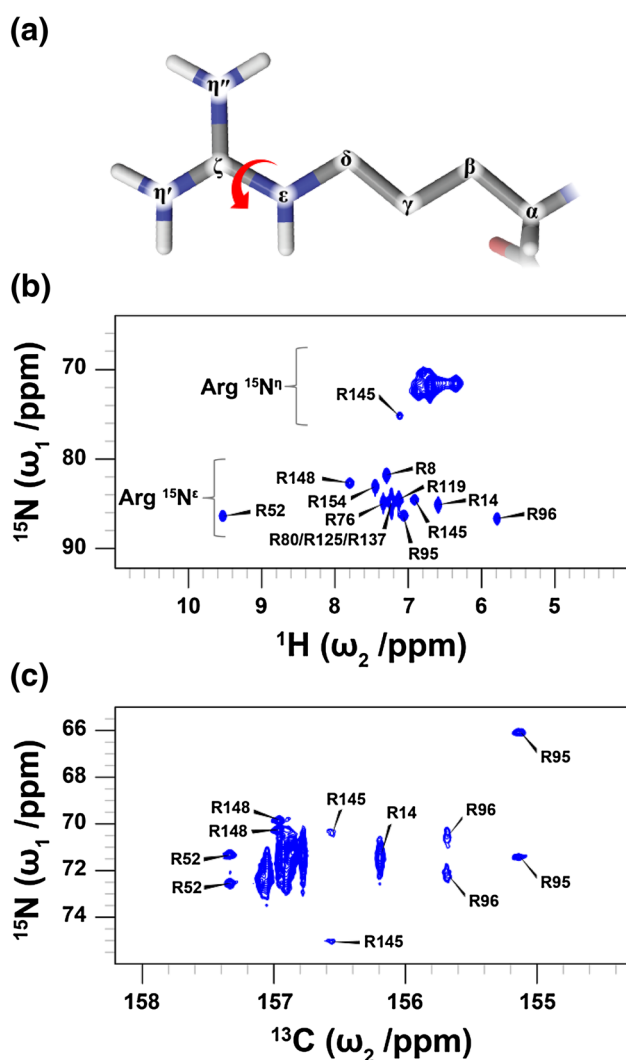 (a)
η″
η′
ζ
ε
δ
γ
β
α
(b)
Arg ¹⁵Nᶯ
R145
Arg ¹⁵Nᵋ
R52
R148
R154
R76
R80/R125/R137
R95
R8
R119
R145
R14
R96
70
80
90
¹⁵N (ω₁ /ppm)
10 9 8 7 6 5
¹H (ω₂ /ppm)
(c)
66
68
70
72
74
¹⁵N (ω₁ /ppm)
R95
R148
R148
R145
R14
R96
R52
R52
R96
R95
R145
158 157 156 155
¹³C (ω₂ /ppm)